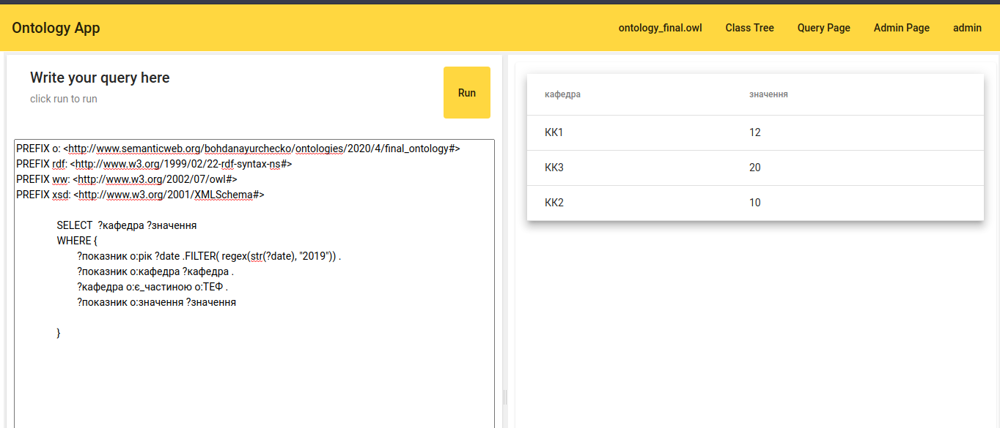 Ontology App
ontology_final.owl Class Tree Query Page Admin Page admin
Write your query here
click run to run
Run
PREFIX o: <http://www.semanticweb.org/bohdanayurchecko/ontologies/2020/4/final_ontology#>
PREFIX rdf: <http://www.w3.org/1999/02/22-rdf-syntax-ns#>
PREFIX ww: <http://www.w3.org/2002/07/owl#>
PREFIX xsd: <http://www.w3.org/2001/XMLSchema#>
SELECT ?кафедра ?значення
WHERE {
?показник o:рік ?date .FILTER( regex(str(?date), "2019")) .
?показник o:кафедра ?кафедра .
?кафедра o:є_частиною o:ТЕФ .
?показник o:значення ?значення
}
кафедра значення
КК1 12
КК3 20
КК2 10